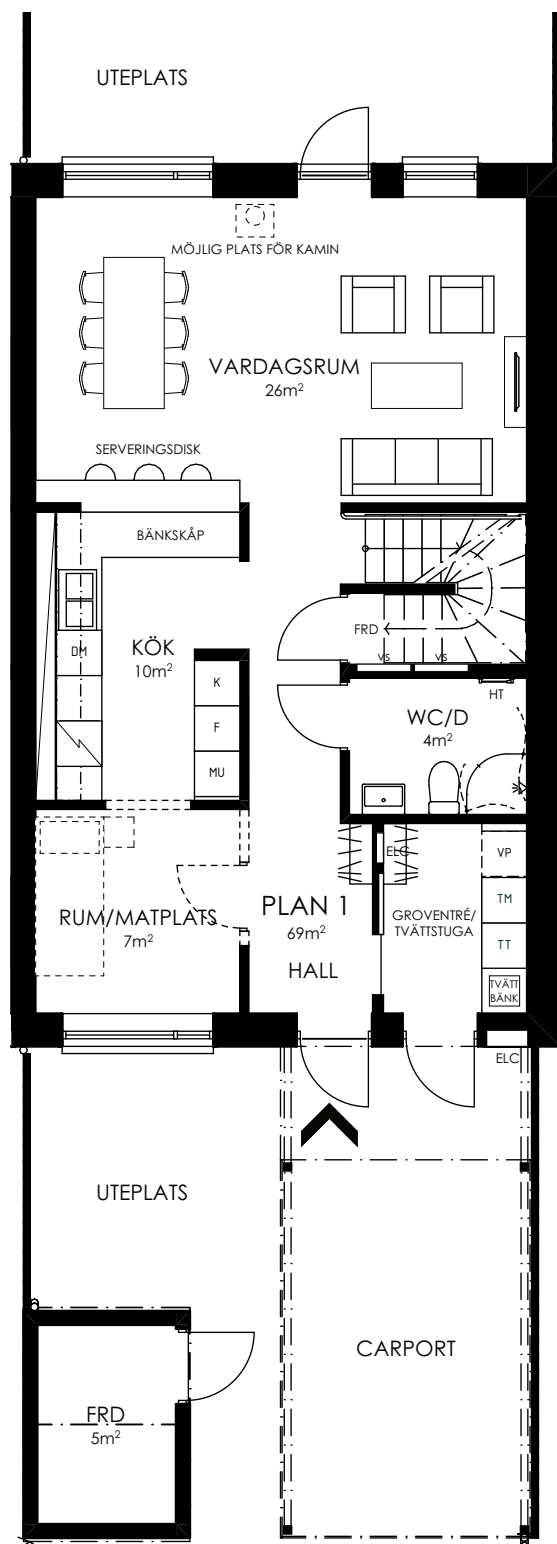 UTEPLATS
MÖJLIG PLATS FÖR KAMIN
VARDAGSRUM
26m²
SERVERINGSDISK
BÄNKSKÅP
DM
KÖK
10m²
FRD
VS VS
K
F
MU
HT
WC/D
4m²
ELC
VP
RUM/MATPLATS
7m²
PLAN 1
69m²
HALL
GROVENTRÉ/
TVÄTTSTUGA
TM
TT
TVÄTT
BÄNK
ELC
UTEPLATS
CARPORT
FRD
5m²